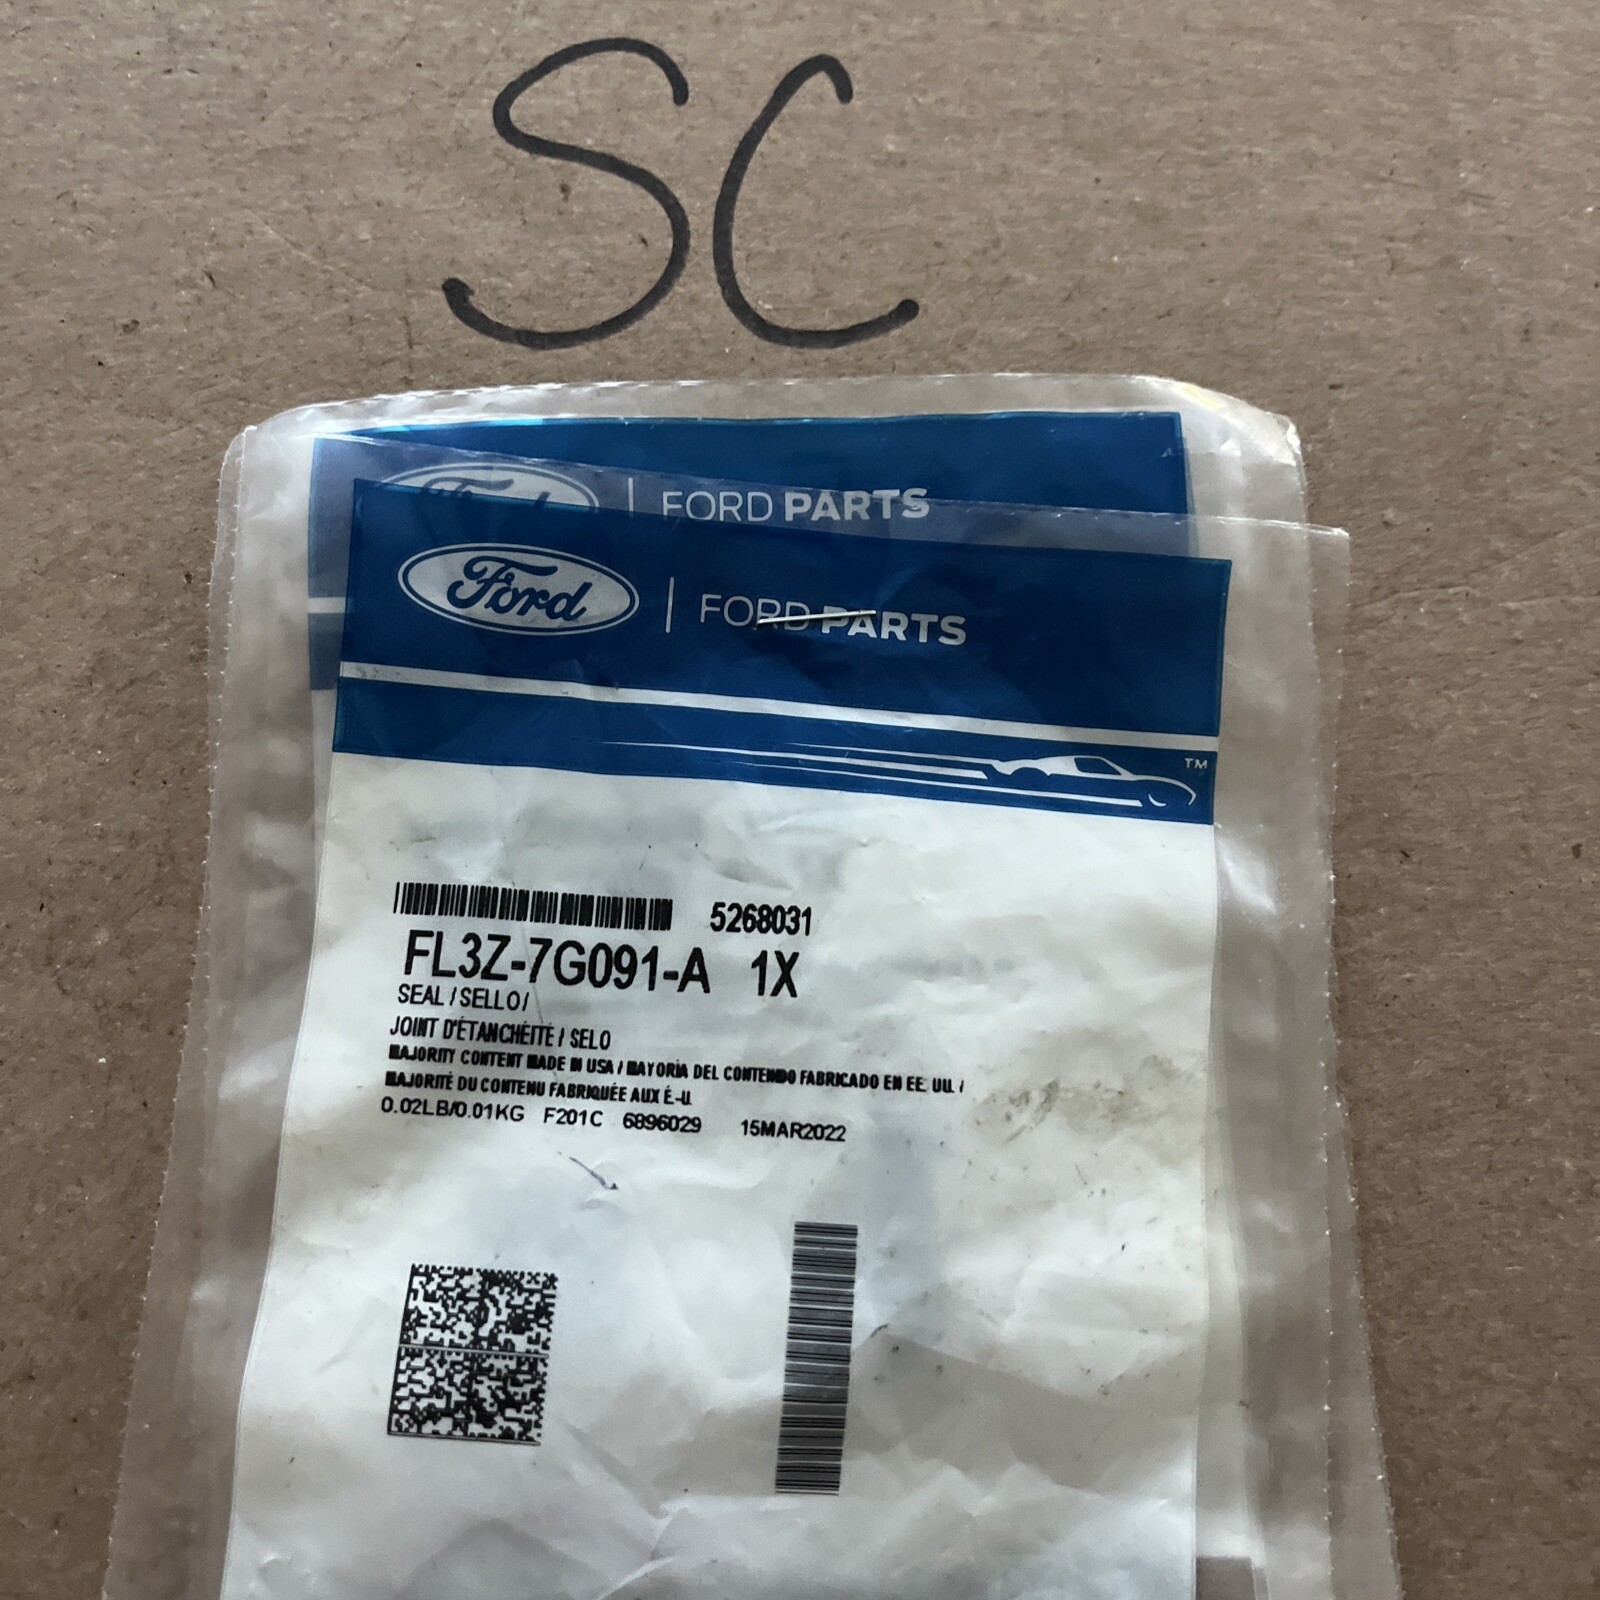 SC
Ford | FORD PARTS
Ford | FORD PARTS
TM
5268031
FL3Z-7G091-A 1X
SEAL / SELLO /
JOINT D'ÉTANCHÉITÉ / SELO
MAJORITY CONTENT MADE IN USA / MAYORÍA DEL CONTENIDO FABRICADO EN EE. UU. /
MAJORITÉ DU CONTENU FABRIQUÉE AUX É.-U.
0.02LB/0.01KG F201C 6896029 15MAR2022